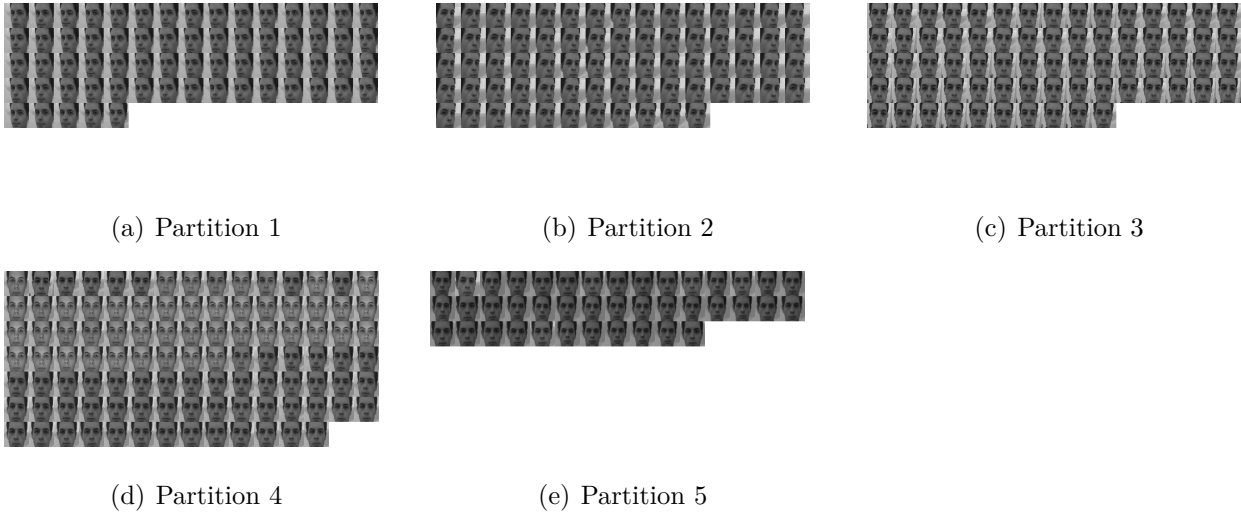 (a) Partition 1
(b) Partition 2
(c) Partition 3
(d) Partition 4
(e) Partition 5